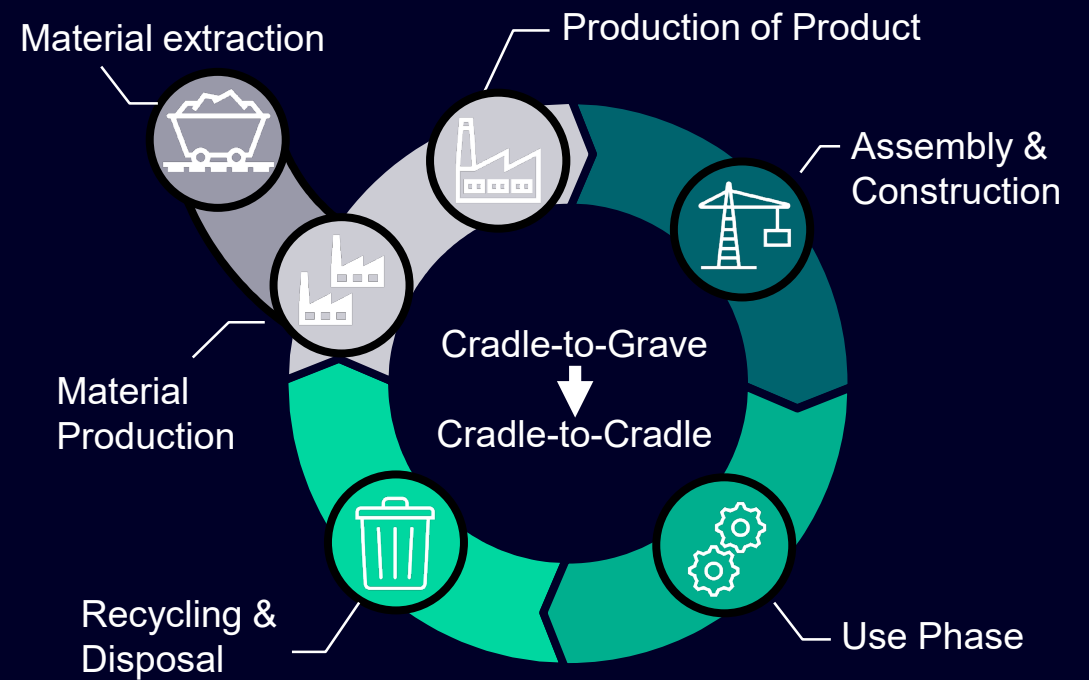 Material extraction
Production of Product
Assembly &
Construction
Cradle-to-Grave
Cradle-to-Cradle
Material
Production
Recycling &
Disposal
Use Phase